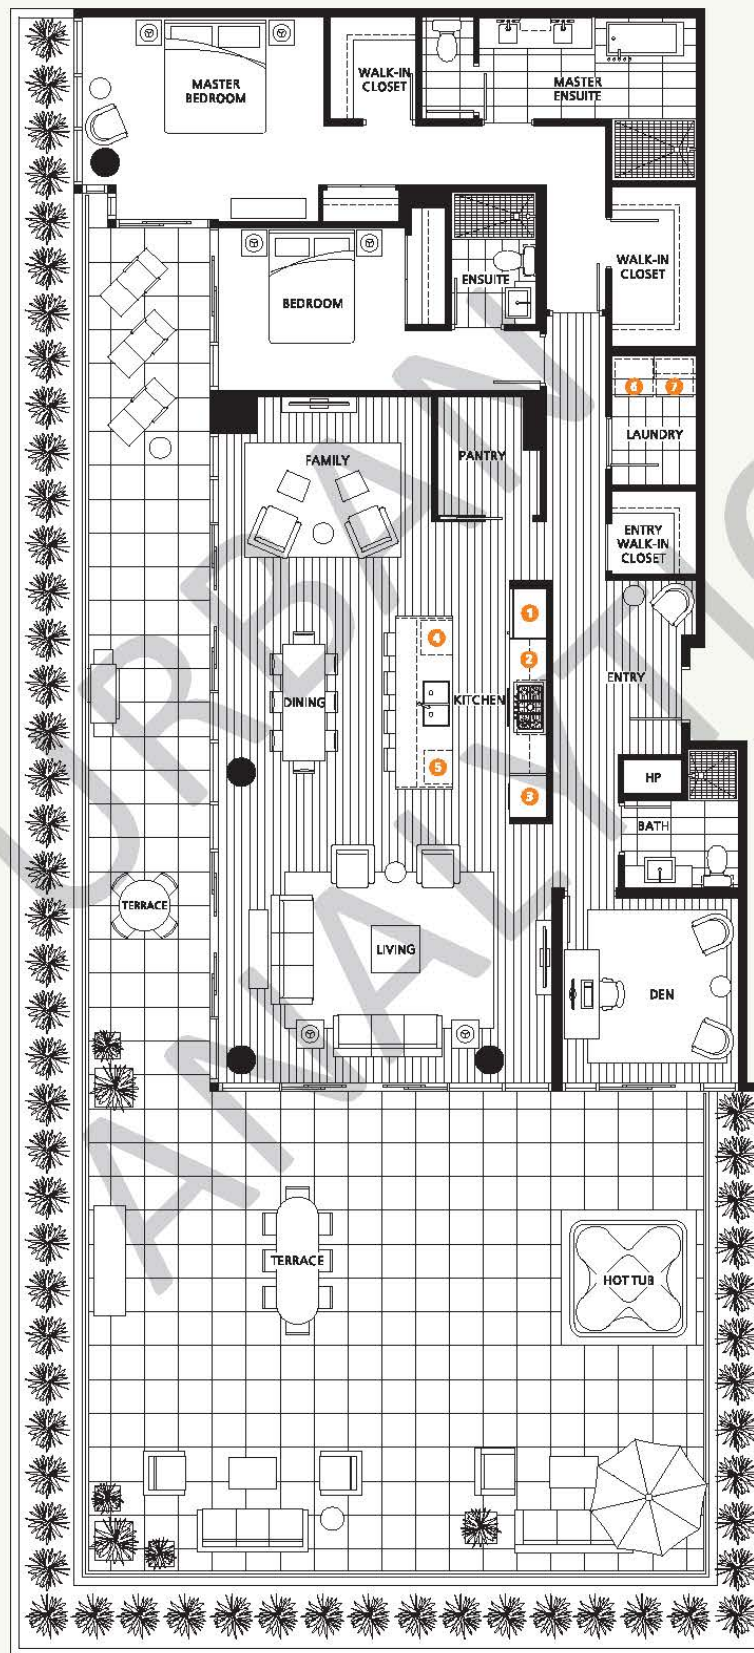 MASTER
BEDROOM
WALK-IN
CLOSET
MASTER
ENSUITE
BEDROOM
ENSUITE
WALK-IN
CLOSET
6
7
LAUNDRY
FAMILY
PANTRY
ENTRY
WALK-IN
CLOSET
1
4
2
DINING
KITCHEN
ENTRY
5
3
HP
BATH
TERRACE
LIVING
DEN
TERRACE
HOT TUB
URBAN
ANALYTICS